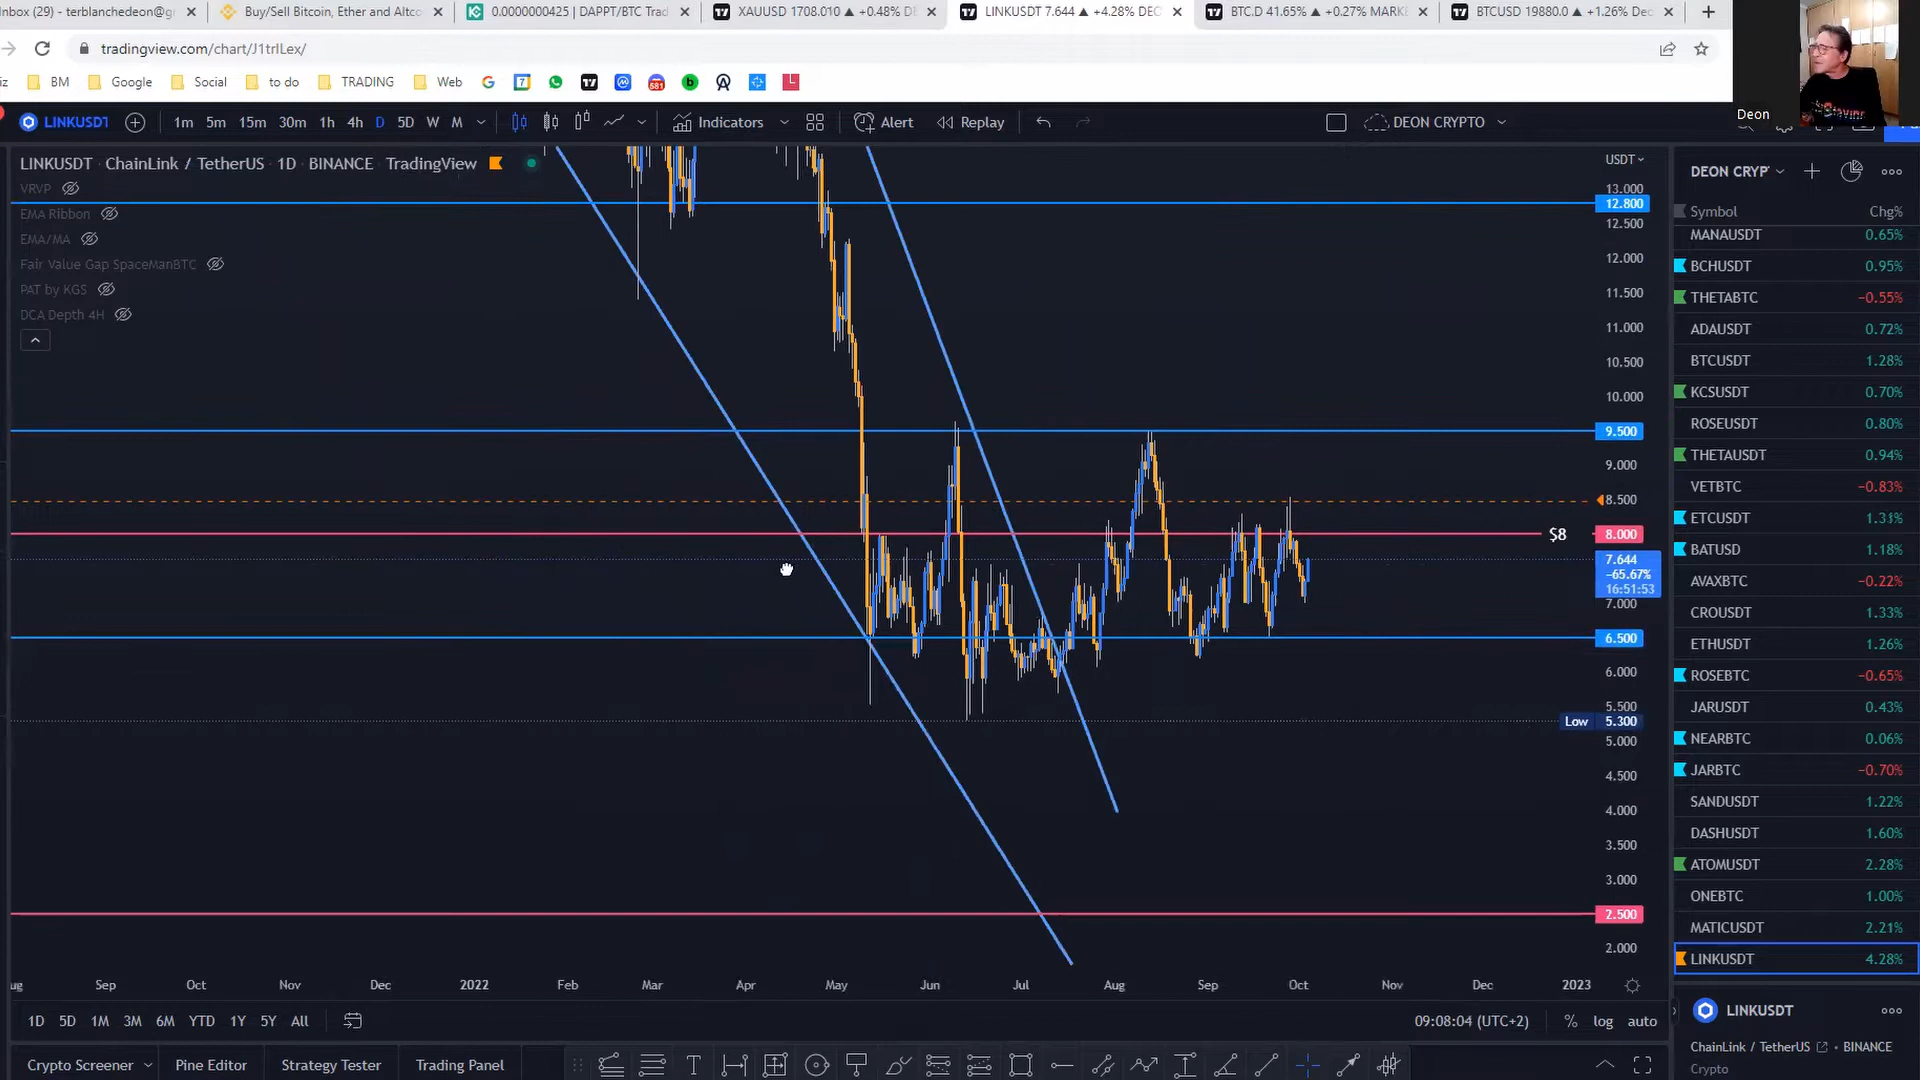 Inbox (29) - terblanchedeon@g
Buy/Sell Bitcoin, Ether and Altco
0.0000000425 | DAPPT/BTC Trad
XAUUSD 1708.010 ▲ +0.48% DE
LINKUSDT 7.644 ▲ +4.28% DEO
BTC.D 41.65% ▲ +0.27% MARK
BTCUSD 19880.0 ▲ +1.26% Dec
tradingview.com/chart/J1trILex/
BM
Google
Social
to do
TRADING
Web
Deon
LINKUSDT
1m 5m 15m 30m 1h 4h D 5D W M
Indicators
Alert
Replay
DEON CRYPTO
LINKUSDT · ChainLink / TetherUS · 1D · BINANCE · TradingView
VRVP
EMA Ribbon
EMA/MA
Fair Value Gap SpaceManBTC
PAT by KGS
DCA Depth 4H
USDT
13.000
12.800
12.500
12.000
11.500
11.000
10.500
10.000
9.500
9.000
8.500
$8 8.000
7.644
−65.67%
16:51:53
7.000
6.500
6.000
5.500
Low 5.300
5.000
4.500
4.000
3.500
3.000
2.500
2.000
Sep Oct Nov Dec 2022 Feb Mar Apr May Jun Jul Aug Sep Oct Nov Dec 2023
1D 5D 1M 3M 6M YTD 1Y 5Y All
09:08:04 (UTC+2)
% log auto
Crypto Screener
Pine Editor
Strategy Tester
Trading Panel
DEON CRYP
Symbol Chg%
MANAUSDT 0.65%
BCHUSDT 0.95%
THETABTC −0.55%
ADAUSDT 0.72%
BTCUSDT 1.28%
KCSUSDT 0.70%
ROSEUSDT 0.80%
THETAUSDT 0.94%
VETBTC −0.83%
ETCUSDT 1.31%
BATUSD 1.18%
AVAXBTC −0.22%
CROUSDT 1.33%
ETHUSDT 1.26%
ROSEBTC −0.65%
JARUSDT 0.43%
NEARBTC 0.06%
JARBTC −0.70%
SANDUSDT 1.22%
DASHUSDT 1.60%
ATOMUSDT 2.28%
ONEBTC 1.00%
MATICUSDT 2.21%
LINKUSDT 4.28%
LINKUSDT
ChainLink / TetherUS · BINANCE
Crypto